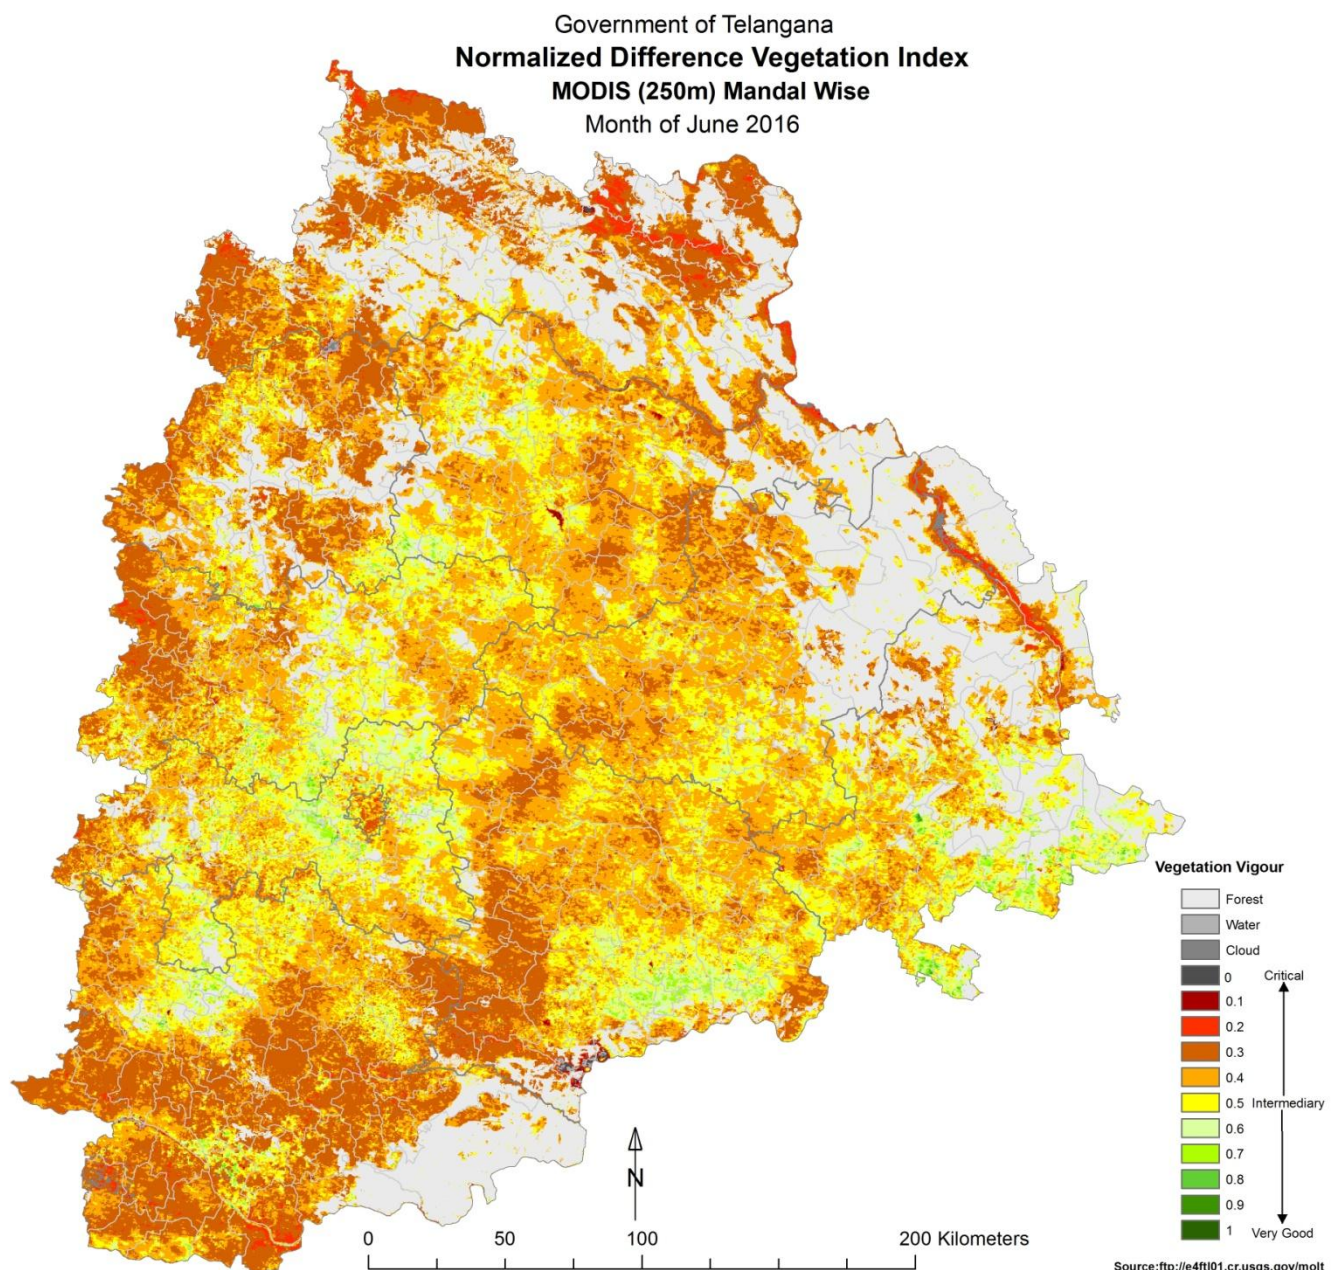 Government of Telangana
Normalized Difference Vegetation Index
MODIS (250m) Mandal Wise
Month of June 2016
Vegetation Vigour
Forest
Water
Cloud
0 Critical
0.1
0.2
0.3
0.4
0.5 Intermediary
0.6
0.7
0.8
0.9
1 Very Good
N
0 50 100 200 Kilometers
Source:ftp://e4ftl01.cr.usgs.gov/molt